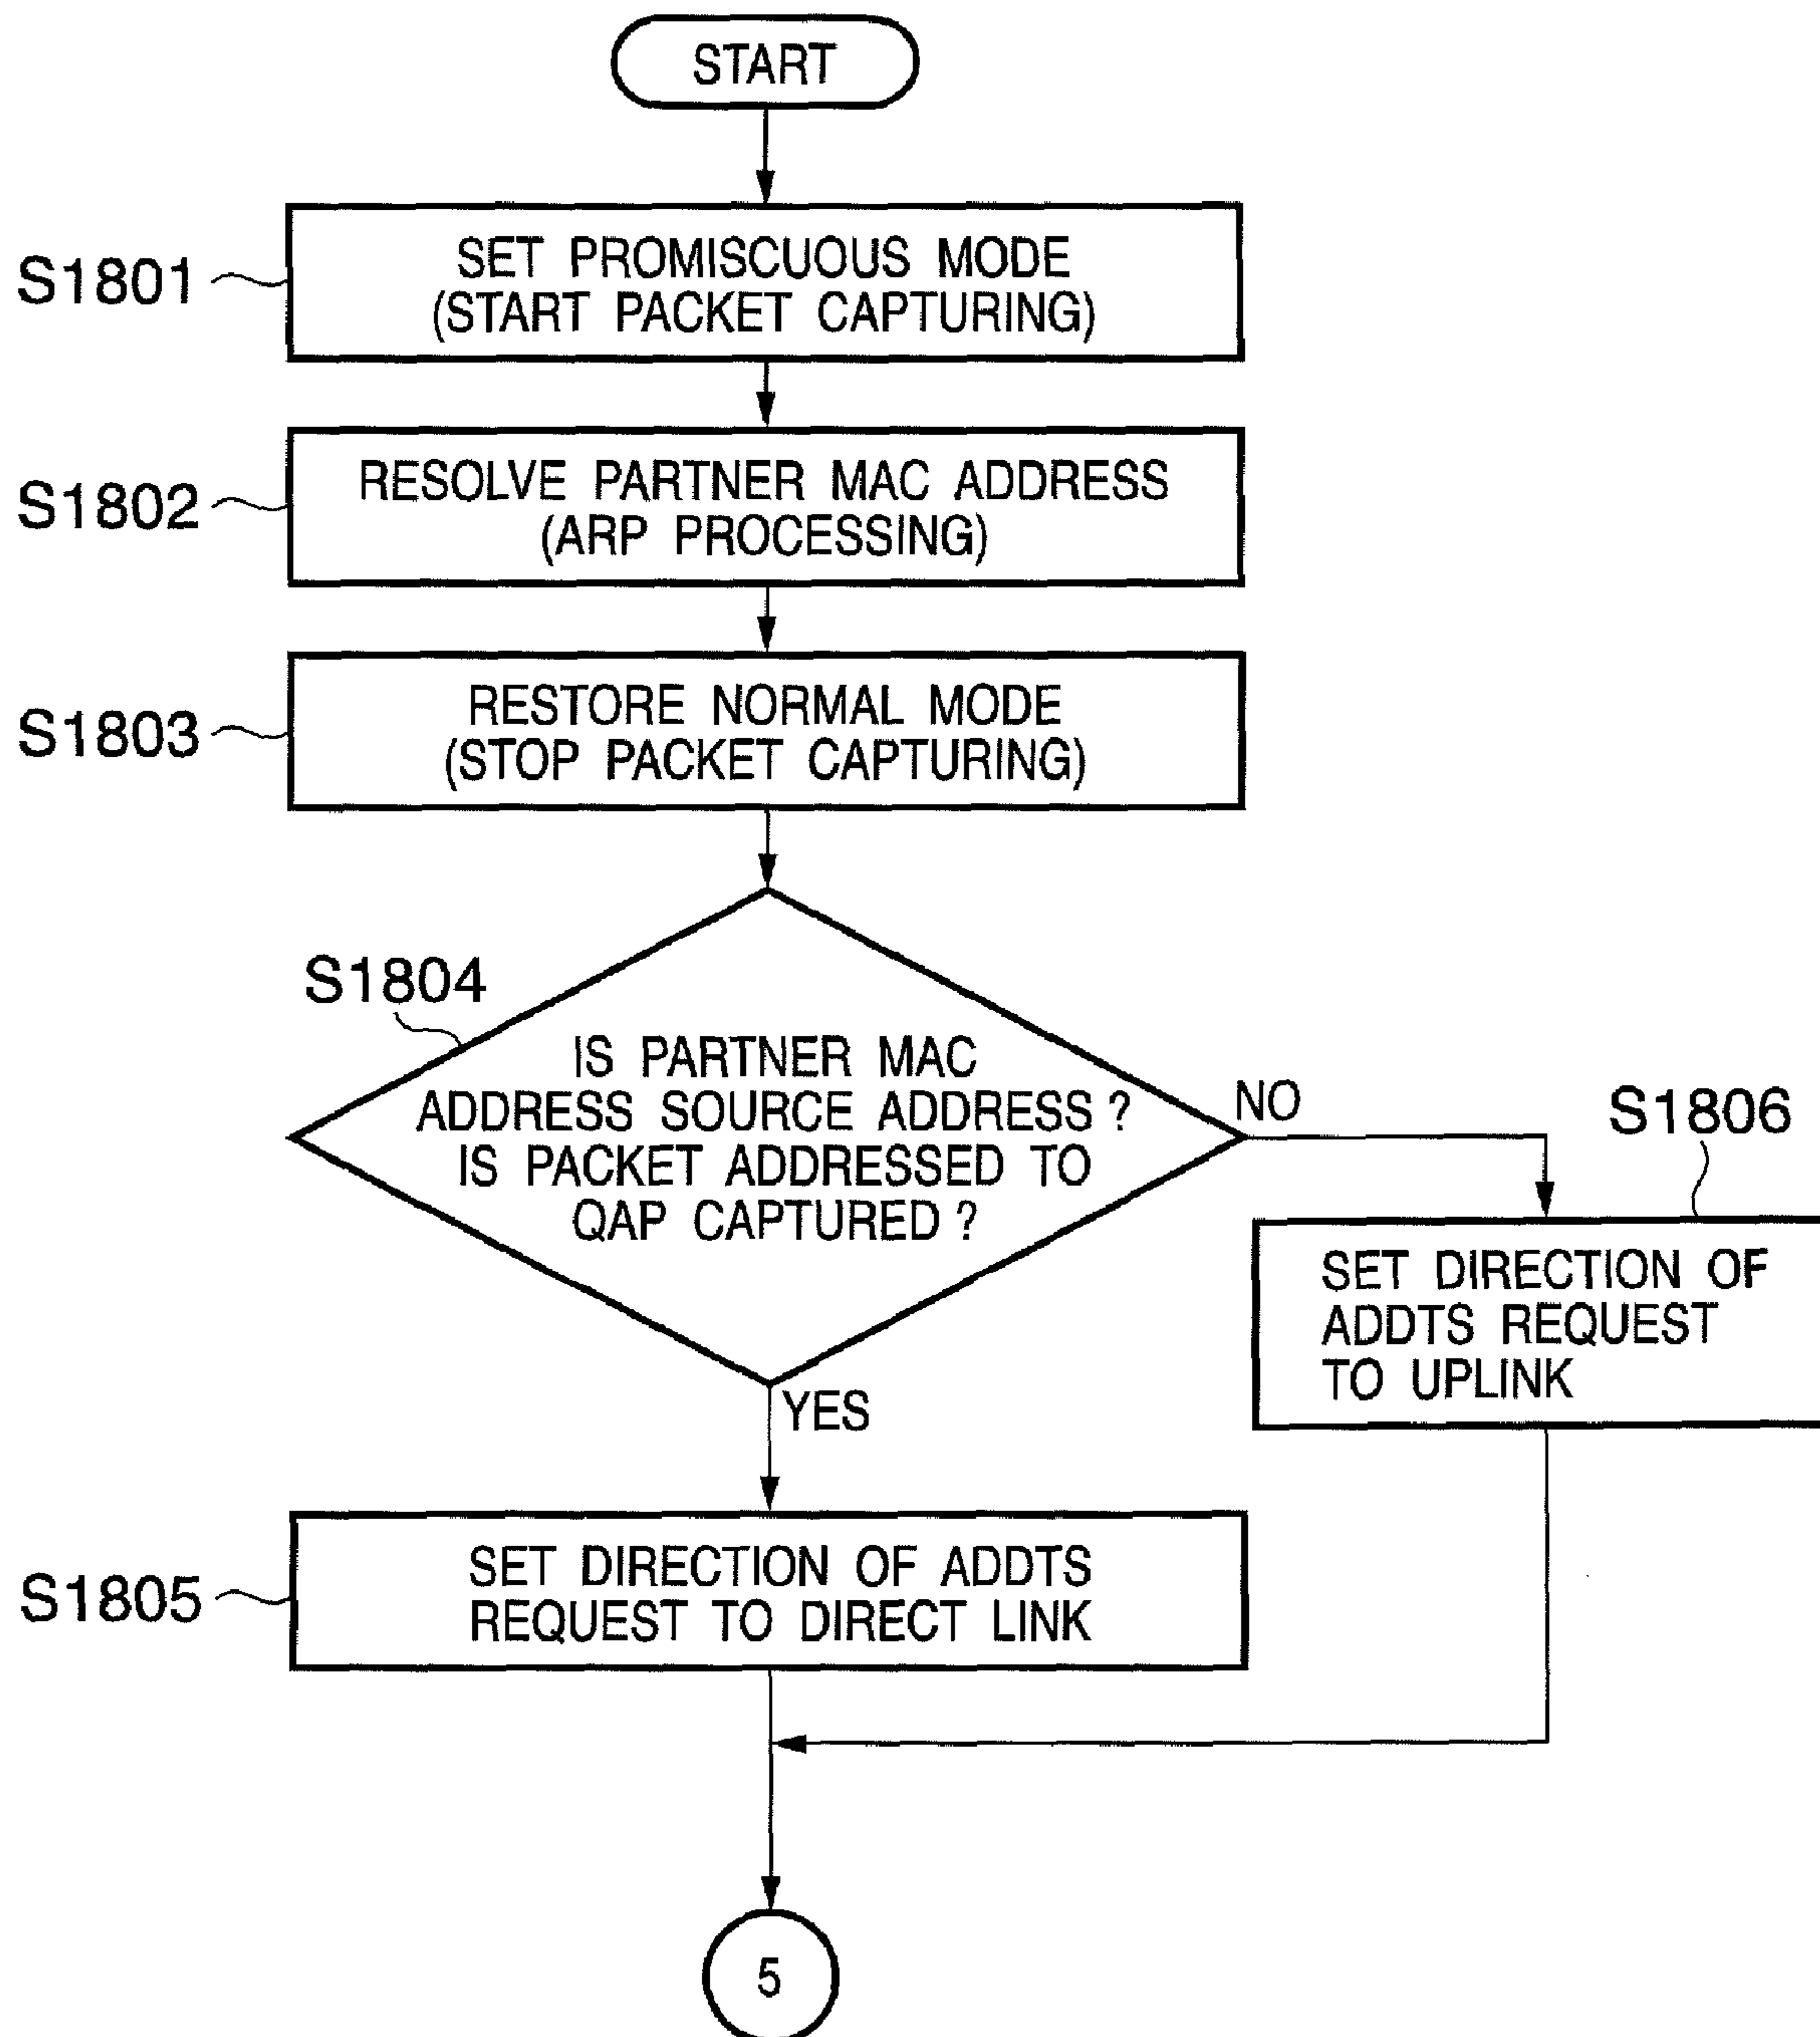 START
S1801
SET PROMISCUOUS MODE
(START PACKET CAPTURING)
S1802
RESOLVE PARTNER MAC ADDRESS
(ARP PROCESSING)
S1803
RESTORE NORMAL MODE
(STOP PACKET CAPTURING)
S1804
IS PARTNER MAC
ADDRESS SOURCE ADDRESS ?
IS PACKET ADDRESSED TO
QAP CAPTURED ?
NO
S1806
SET DIRECTION OF
ADDTS REQUEST
TO UPLINK
YES
S1805
SET DIRECTION OF ADDTS
REQUEST TO DIRECT LINK
5